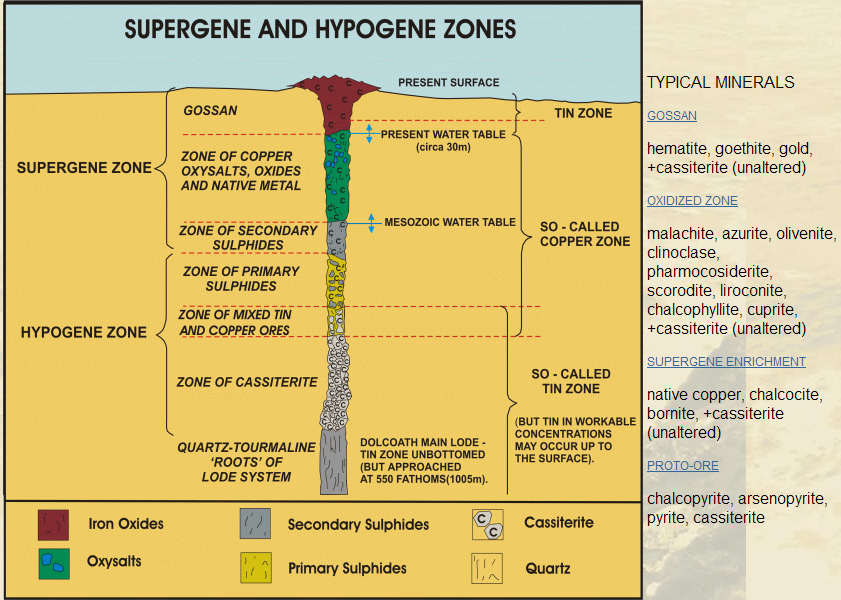 SUPERGENE AND HYPOGENE ZONES
PRESENT SURFACE
GOSSAN
TIN ZONE
PRESENT WATER TABLE
(circa 30m)
SUPERGENE ZONE
ZONE OF COPPER
OXYSALTS, OXIDES
AND NATIVE METAL
MESOZOIC WATER TABLE
ZONE OF SECONDARY
SULPHIDES
SO - CALLED
COPPER ZONE
ZONE OF PRIMARY
SULPHIDES
HYPOGENE ZONE
ZONE OF MIXED TIN
AND COPPER ORES
ZONE OF CASSITERITE
SO - CALLED
TIN ZONE
(BUT TIN IN WORKABLE
CONCENTRATIONS
MAY OCCUR UP TO
THE SURFACE).
QUARTZ-TOURMALINE
‘ROOTS’ OF
LODE SYSTEM
DOLCOATH MAIN LODE -
TIN ZONE UNBOTTOMED
(BUT APPROACHED
AT 550 FATHOMS(1005m).
Iron Oxides
Secondary Sulphides
C
C
Cassiterite
Oxysalts
Primary Sulphides
Quartz
TYPICAL MINERALS
GOSSAN
hematite, goethite, gold,
+cassiterite (unaltered)
OXIDIZED ZONE
malachite, azurite, olivenite,
clinoclase,
pharmocosiderite,
scorodite, liroconite,
chalcophyllite, cuprite,
+cassiterite (unaltered)
SUPERGENE ENRICHMENT
native copper, chalcocite,
bornite, +cassiterite
(unaltered)
PROTO-ORE
chalcopyrite, arsenopyrite,
pyrite, cassiterite